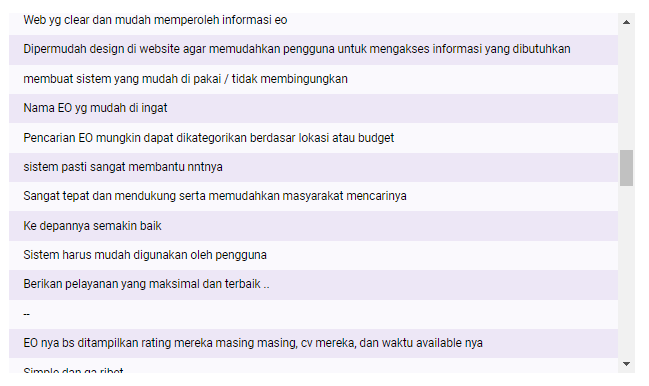 Web yg clear dan mudah memperoleh informasi eo
Dipermudah design di website agar memudahkan pengguna untuk mengakses informasi yang dibutuhkan
membuat sistem yang mudah di pakai / tidak membingungkan
Nama EO yg mudah di ingat
Pencarian EO mungkin dapat dikategorikan berdasar lokasi atau budget
sistem pasti sangat membantu nntnya
Sangat tepat dan mendukung serta memudahkan masyarakat mencarinya
Ke depannya semakin baik
Sistem harus mudah digunakan oleh pengguna
Berikan pelayanan yang maksimal dan terbaik ..
--
EO nya bs ditampilkan rating mereka masing masing, cv mereka, dan waktu available nya
Simple dan ga ribet